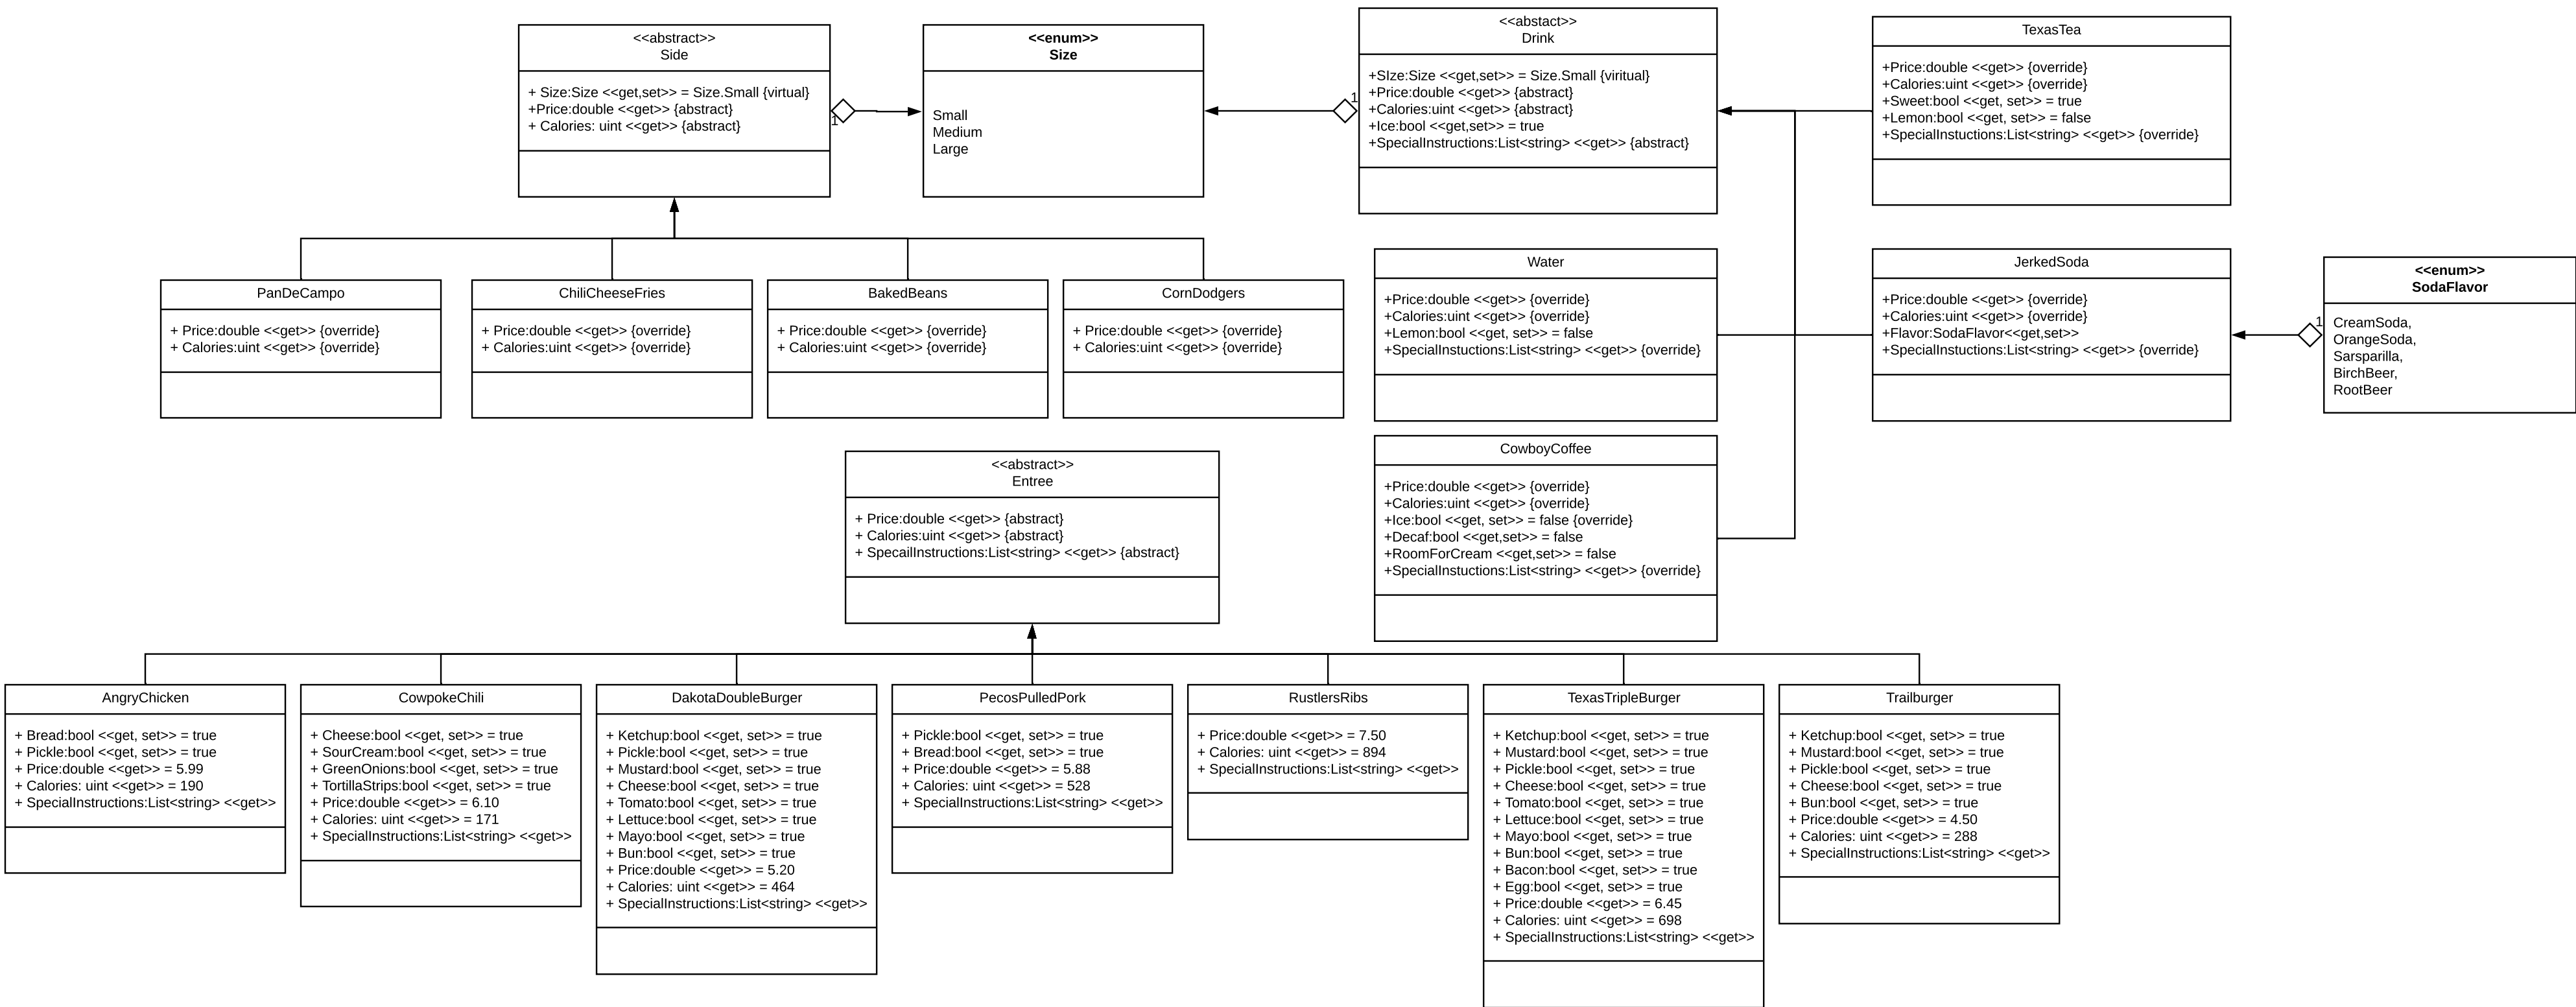 <<abstract>>
Side
+ Size:Size <<get,set>> = Size.Small {virtual}
+Price:double <<get>> {abstract}
+ Calories: uint <<get>> {abstract}
1
<<enum>>
Size
Small
Medium
Large
<<abstact>>
Drink
+SIze:Size <<get,set>> = Size.Small {viritual}
+Price:double <<get>> {abstract}
+Calories:uint <<get>> {abstract}
+Ice:bool <<get,set>> = true
+SpecialInstructions:List<string> <<get>> {abstract}
1
TexasTea
+Price:double <<get>> {override}
+Calories:uint <<get>> {override}
+Sweet:bool <<get, set>> = true
+Lemon:bool <<get, set>> = false
+SpecialInstuctions:List<string> <<get>> {override}
PanDeCampo
+ Price:double <<get>> {override}
+ Calories:uint <<get>> {override}
ChiliCheeseFries
+ Price:double <<get>> {override}
+ Calories:uint <<get>> {override}
BakedBeans
+ Price:double <<get>> {override}
+ Calories:uint <<get>> {override}
CornDodgers
+ Price:double <<get>> {override}
+ Calories:uint <<get>> {override}
Water
+Price:double <<get>> {override}
+Calories:uint <<get>> {override}
+Lemon:bool <<get, set>> = false
+SpecialInstuctions:List<string> <<get>> {override}
JerkedSoda
+Price:double <<get>> {override}
+Calories:uint <<get>> {override}
+Flavor:SodaFlavor<<get,set>>
+SpecialInstuctions:List<string> <<get>> {override}
1
<<enum>>
SodaFlavor
CreamSoda,
OrangeSoda,
Sarsparilla,
BirchBeer,
RootBeer
<<abstract>>
Entree
+ Price:double <<get>> {abstract}
+ Calories:uint <<get>> {abstract}
+ SpecailInstructions:List<string> <<get>> {abstract}
CowboyCoffee
+Price:double <<get>> {override}
+Calories:uint <<get>> {override}
+Ice:bool <<get, set>> = false {override}
+Decaf:bool <<get,set>> = false
+RoomForCream <<get,set>> = false
+SpecialInstuctions:List<string> <<get>> {override}
AngryChicken
+ Bread:bool <<get, set>> = true
+ Pickle:bool <<get, set>> = true
+ Price:double <<get>> = 5.99
+ Calories: uint <<get>> = 190
+ SpecialInstructions:List<string> <<get>>
CowpokeChili
+ Cheese:bool <<get, set>> = true
+ SourCream:bool <<get, set>> = true
+ GreenOnions:bool <<get, set>> = true
+ TortillaStrips:bool <<get, set>> = true
+ Price:double <<get>> = 6.10
+ Calories: uint <<get>> = 171
+ SpecialInstructions:List<string> <<get>>
DakotaDoubleBurger
+ Ketchup:bool <<get, set>> = true
+ Pickle:bool <<get, set>> = true
+ Mustard:bool <<get, set>> = true
+ Cheese:bool <<get, set>> = true
+ Tomato:bool <<get, set>> = true
+ Lettuce:bool <<get, set>> = true
+ Mayo:bool <<get, set>> = true
+ Bun:bool <<get, set>> = true
+ Price:double <<get>> = 5.20
+ Calories: uint <<get>> = 464
+ SpecialInstructions:List<string> <<get>>
PecosPulledPork
+ Pickle:bool <<get, set>> = true
+ Bread:bool <<get, set>> = true
+ Price:double <<get>> = 5.88
+ Calories: uint <<get>> = 528
+ SpecialInstructions:List<string> <<get>>
RustlersRibs
+ Price:double <<get>> = 7.50
+ Calories: uint <<get>> = 894
+ SpecialInstructions:List<string> <<get>>
TexasTripleBurger
+ Ketchup:bool <<get, set>> = true
+ Mustard:bool <<get, set>> = true
+ Pickle:bool <<get, set>> = true
+ Cheese:bool <<get, set>> = true
+ Tomato:bool <<get, set>> = true
+ Lettuce:bool <<get, set>> = true
+ Mayo:bool <<get, set>> = true
+ Bun:bool <<get, set>> = true
+ Bacon:bool <<get, set>> = true
+ Egg:bool <<get, set>> = true
+ Price:double <<get>> = 6.45
+ Calories: uint <<get>> = 698
+ SpecialInstructions:List<string> <<get>>
Trailburger
+ Ketchup:bool <<get, set>> = true
+ Mustard:bool <<get, set>> = true
+ Pickle:bool <<get, set>> = true
+ Cheese:bool <<get, set>> = true
+ Bun:bool <<get, set>> = true
+ Price:double <<get>> = 4.50
+ Calories: uint <<get>> = 288
+ SpecialInstructions:List<string> <<get>>